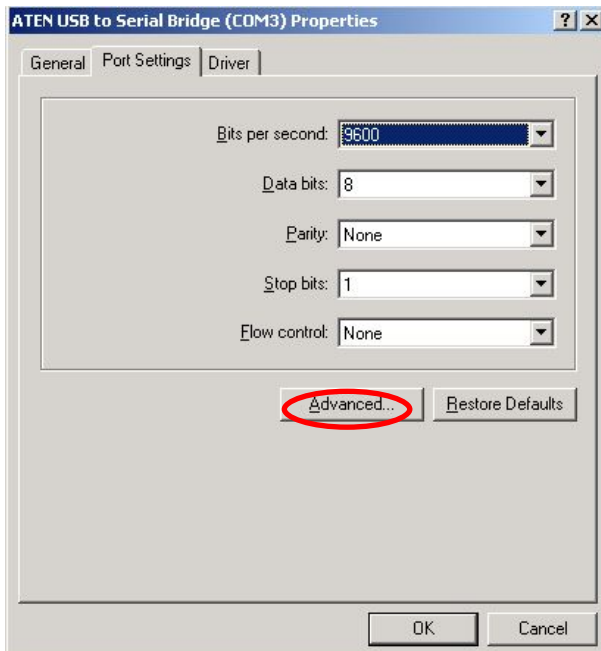 ATEN USB to Serial Bridge (COM3) Properties ? X
General Port Settings Driver
Bits per second: 9600
Data bits: 8
Parity: None
Stop bits: 1
Flow control: None
Advanced... Restore Defaults
OK Cancel